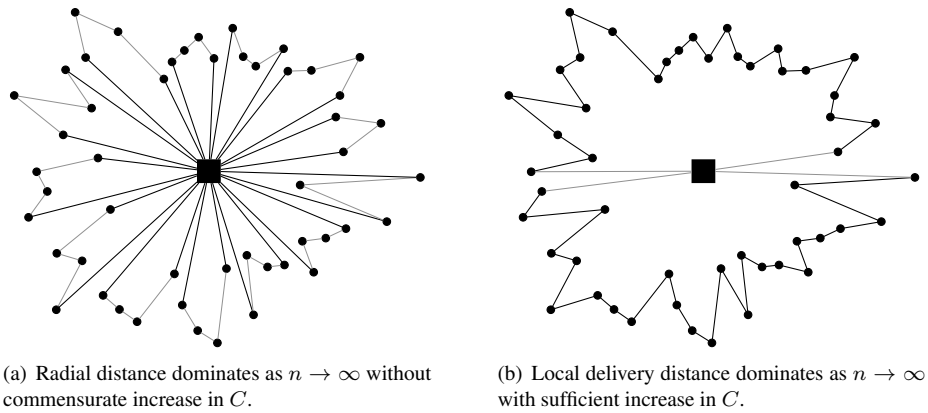 (a) Radial distance dominates as n → ∞ without
commensurate increase in C.
(b) Local delivery distance dominates as n → ∞
with sufficient increase in C.